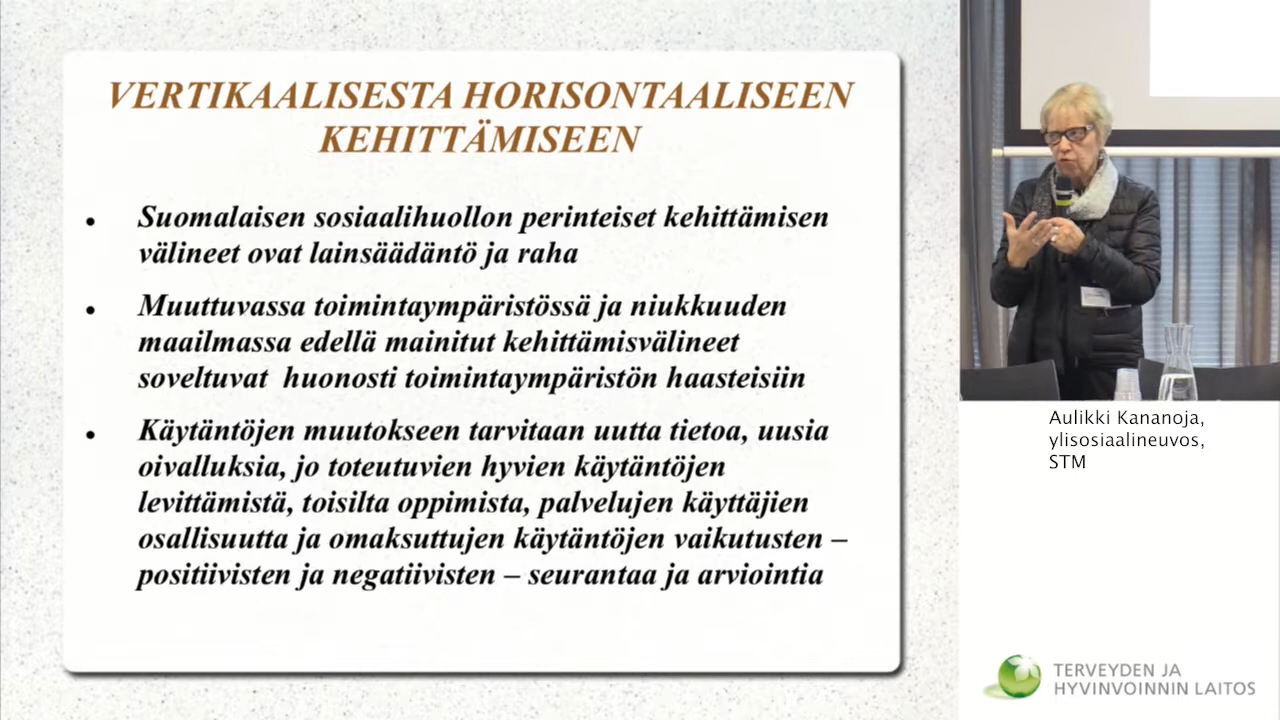 VERTIKAALISESTA HORISONTAALISEEN
KEHITTÄMISEEN
• Suomalaisen sosiaalihuollon perinteiset kehittämisen
välineet ovat lainsäädäntö ja raha
• Muuttuvassa toimintaympäristössä ja niukkuuden
maailmassa edellä mainitut kehittämisvälineet
soveltuvat huonosti toimintaympäristön haasteisiin
• Käytäntöjen muutokseen tarvitaan uutta tietoa, uusia
oivalluksia, jo toteutuvien hyvien käytäntöjen
levittämistä, toisilta oppimista, palvelujen käyttäjien
osallisuutta ja omaksuttujen käytäntöjen vaikutusten –
positiivisten ja negatiivisten – seurantaa ja arviointia
Aulikki Kananoja,
ylisosiaalineuvos,
STM
TERVEYDEN JA
HYVINVOINNIN LAITOS